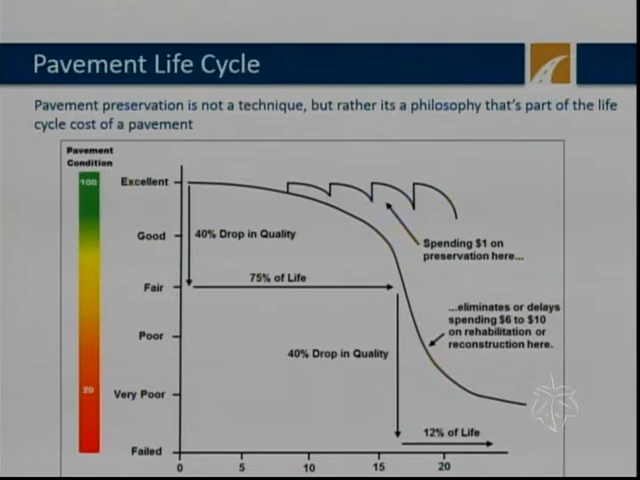 Pavement Life Cycle
Pavement preservation is not a technique, but rather its a philosophy that's part of the life
cycle cost of a pavement
Pavement
Condition
100
20
Excellent
Good
Fair
Poor
Very Poor
Failed
40% Drop in Quality
75% of Life
Spending $1 on
preservation here...
...eliminates or delays
spending $6 to $10
on rehabilitation or
reconstruction here.
40% Drop in Quality
12% of Life
0
5
10
15
20